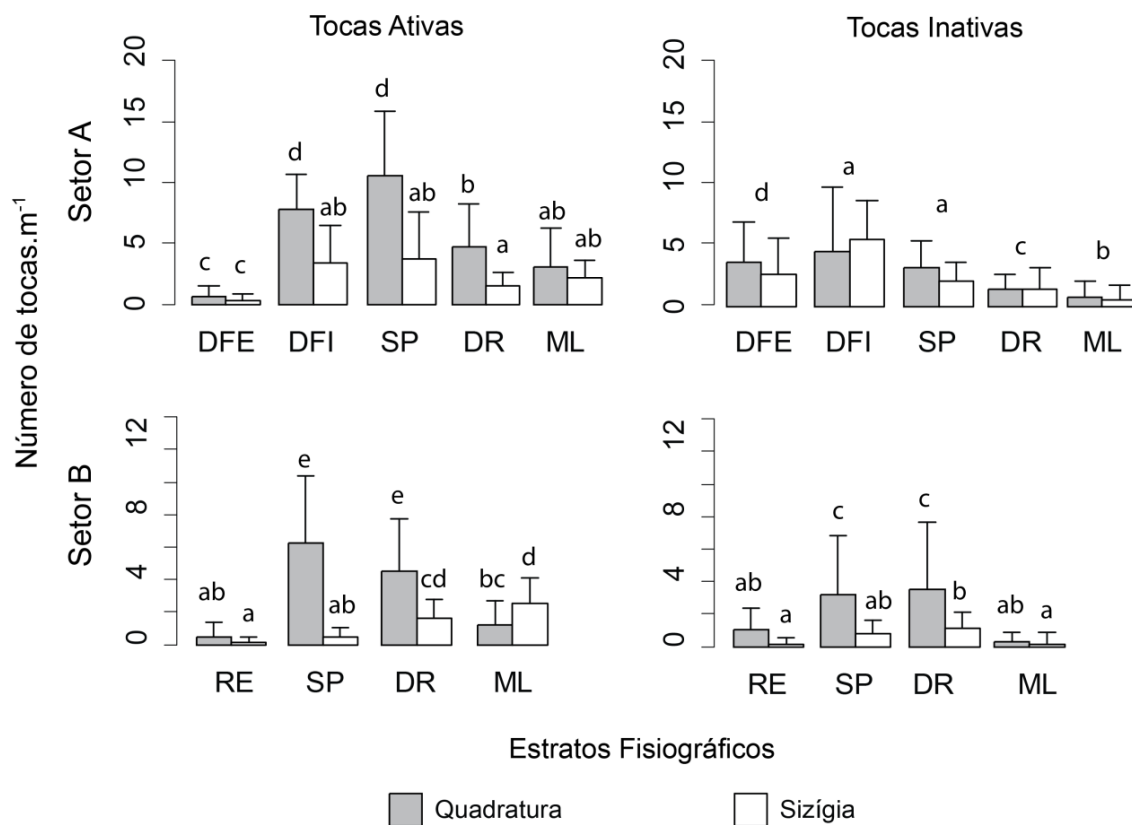 Tocas Ativas
Tocas Inativas
Número de tocas.m⁻¹
Setor A
20
15
10
5
0
c c d ab d ab b a ab ab
DFE DFI SP DR ML
20
15
10
5
0
d a a c b
DFE DFI SP DR ML
Setor B
12
8
4
0
ab a e ab e cd bc d
RE SP DR ML
12
8
4
0
ab a c ab c b ab a
RE SP DR ML
Estratos Fisiográficos
Quadratura
Sizígia